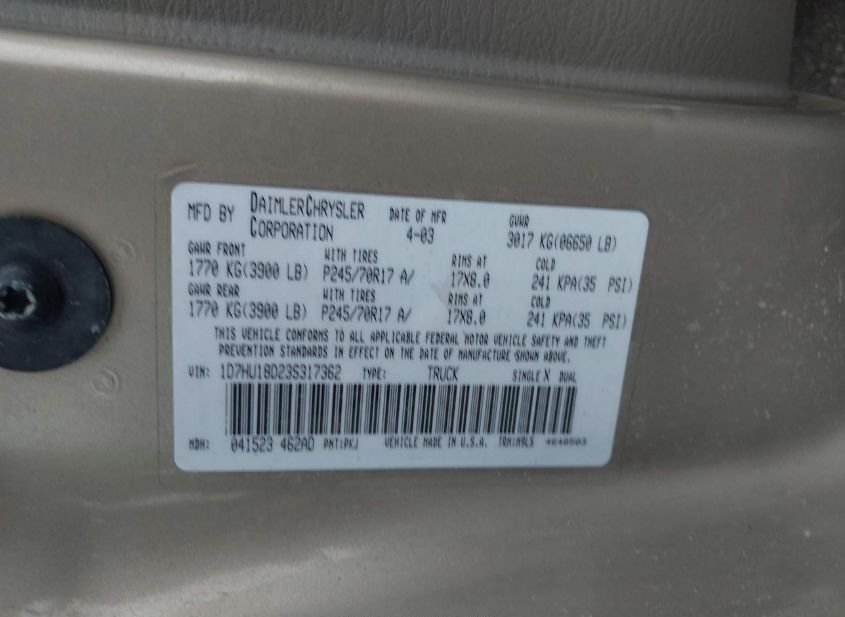 MFD BY DAIMLERCHRYSLER CORPORATION DATE OF MFR 4-03 GVWR 3017 KG(06650 LB)
GAWR FRONT WITH TIRES RIMS AT COLD
1770 KG(3900 LB) P245/70R17 A/ 17X8.0 241 KPA(35 PSI)
GAWR REAR WITH TIRES RIMS AT COLD
1770 KG(3900 LB) P245/70R17 A/ 17X8.0 241 KPA(35 PSI)
THIS VEHICLE CONFORMS TO ALL APPLICABLE FEDERAL MOTOR VEHICLE SAFETY AND THEFT
PREVENTION STANDARDS IN EFFECT ON THE DATE OF MANUFACTURE SHOWN ABOVE.
VIN: 1D7HU18D23S317362 TYPE: TRUCK SINGLE X DUAL
MDH: 041523 462AD PNT:PKJ VEHICLE MADE IN U.S.A. TRM:M9L5